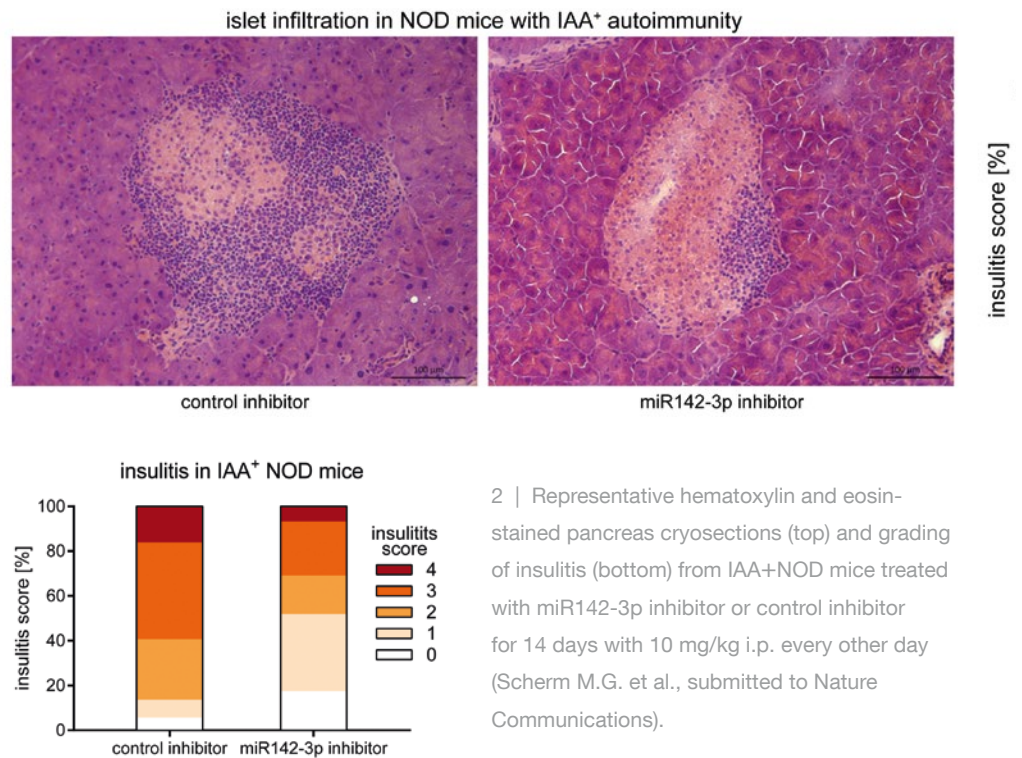 islet infiltration in NOD mice with IAA+ autoimmunity
100 µm
100 µm
control inhibitor
miR142-3p inhibitor
insulitis score [%]
insulitis in IAA+ NOD mice
insulitis score [%]
100
80
60
40
20
0
control inhibitor
miR142-3p inhibitor
insulitits
score
4
3
2
1
0
2 | Representative hematoxylin and eosin-
stained pancreas cryosections (top) and grading
of insulitis (bottom) from IAA+NOD mice treated
with miR142-3p inhibitor or control inhibitor
for 14 days with 10 mg/kg i.p. every other day
(Scherm M.G. et al., submitted to Nature
Communications).